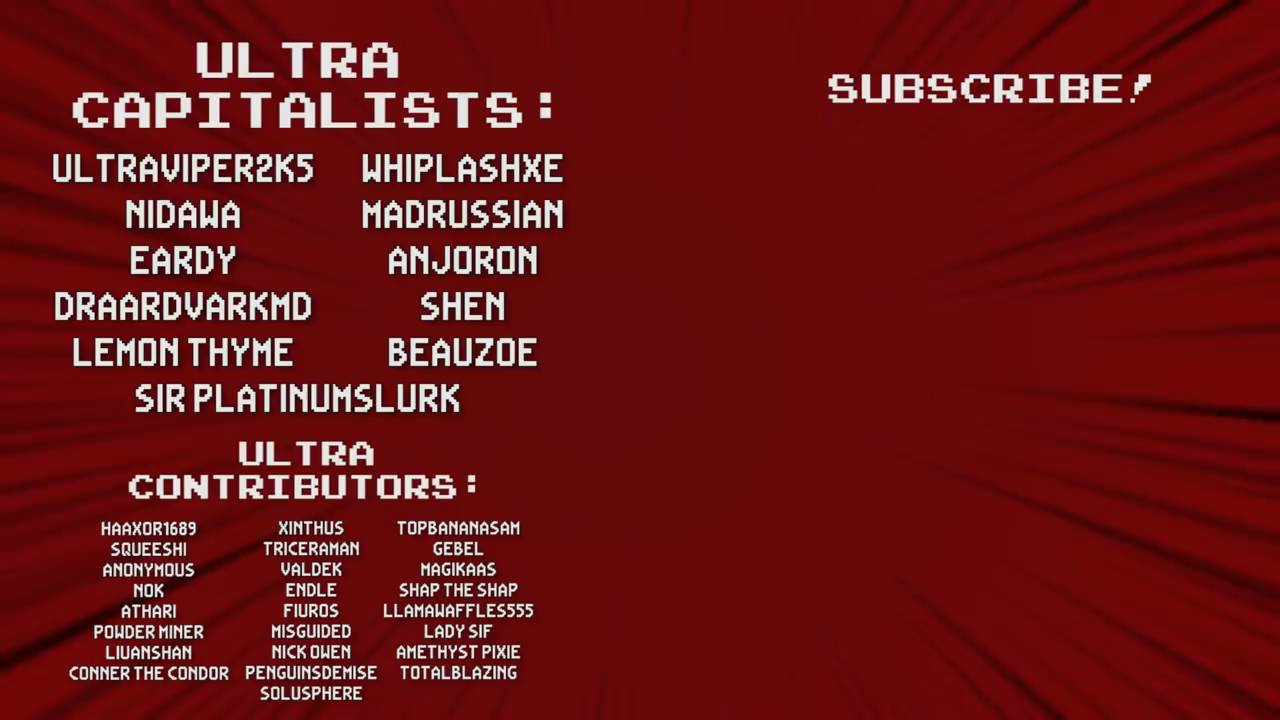 ULTRA
CAPITALISTS:
ULTRAVIPER2K5 WHIPLASHXE
NIDAWA MADRUSSIAN
EARDY ANJORON
DRAARDVARKMD SHEN
LEMON THYME BEAUZOE
SIR PLATINUMSLURK
ULTRA
CONTRIBUTORS:
HAAXOR1689 XINTHUS TOPBANANASAM
SQUEESHI TRICERAMAN GEBEL
ANONYMOUS VALDEK MAGIKAAS
NOK ENDLE SHAP THE SHAP
ATHARI FIUROS LLAMAWAFFLES555
POWDER MINER MISGUIDED LADY SIF
LIUANSHAN NICK OWEN AMETHYST PIXIE
CONNER THE CONDOR PENGUINSDEMISE TOTALBLAZING
SOLUSPHERE
SUBSCRIBE!